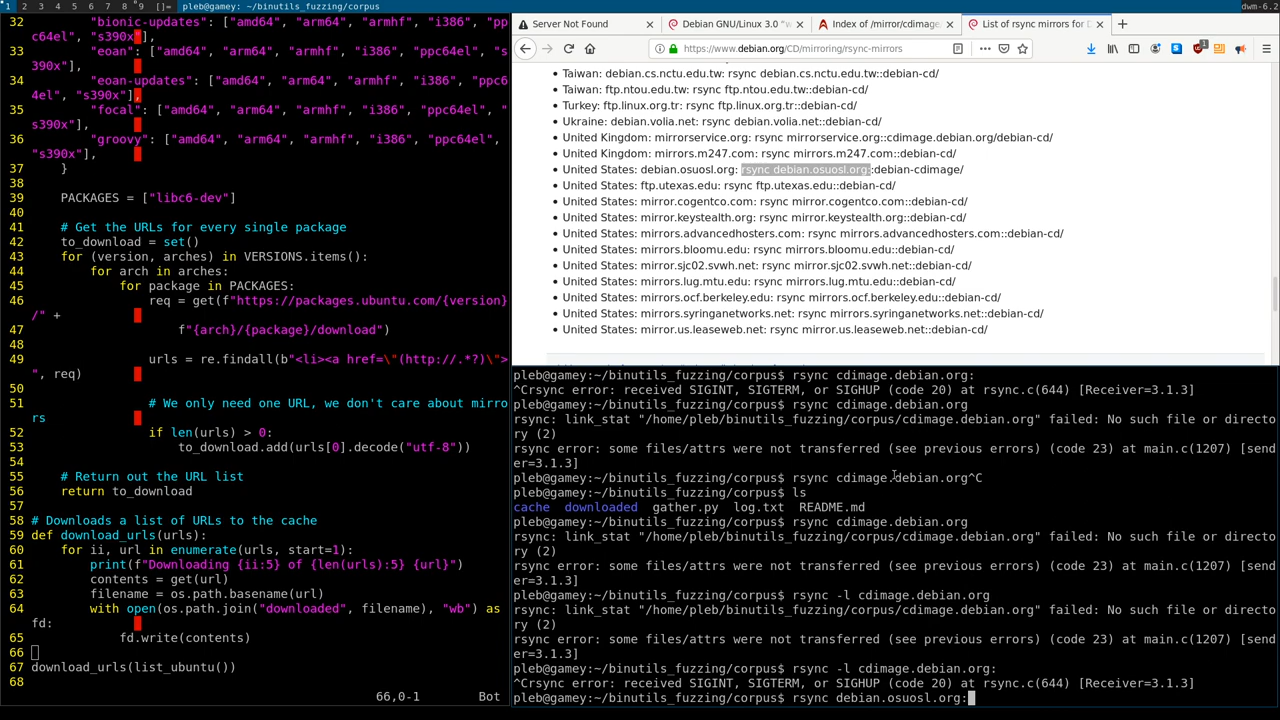 1 2 3 4 5 6 7 8 9 []= pleb@gamey:~/binutils_fuzzing/corpus
dwm-6.2
32 "bionic-updates": ["amd64", "arm64", "armhf", "i386", "pp
c64el", "s390x"],
33 "eoan": ["amd64", "arm64", "armhf", "i386", "ppc64el", "s
390x"],
34 "eoan-updates": ["amd64", "arm64", "armhf", "i386", "ppc6
4el", "s390x"],
35 "focal": ["amd64", "arm64", "armhf", "i386", "ppc64el", "
s390x"],
36 "groovy": ["amd64", "arm64", "armhf", "i386", "ppc64el",
"s390x"],
37 }
38
39 PACKAGES = ["libc6-dev"]
40
41 # Get the URLs for every single package
42 to_download = set()
43 for (version, arches) in VERSIONS.items():
44 for arch in arches:
45 for package in PACKAGES:
46 req = get(f"https://packages.ubuntu.com/{version}
/" +
47 f"{arch}/{package}/download")
48
49 urls = re.findall(b"<li><a href=\"(http://.*?)\">
", req)
50
51 # We only need one URL, we don't care about mirro
rs
52 if len(urls) > 0:
53 to_download.add(urls[0].decode("utf-8"))
54
55 # Return out the URL list
56 return to_download
57
58 # Downloads a list of URLs to the cache
59 def download_urls(urls):
60 for ii, url in enumerate(urls, start=1):
61 print(f"Downloading {ii:5} of {len(urls):5} {url}")
62 contents = get(url)
63 filename = os.path.basename(url)
64 with open(os.path.join("downloaded", filename), "wb") as
fd:
65 fd.write(contents)
66
67 download_urls(list_ubuntu())
68
66,0-1 Bot
Server Not Found
Debian GNU/Linux 3.0 "w
Index of /mirror/cdimage
List of rsync mirrors for D
https://www.debian.org/CD/mirroring/rsync-mirrors
Taiwan: debian.cs.nctu.edu.tw: rsync debian.cs.nctu.edu.tw::debian-cd/
Taiwan: ftp.ntou.edu.tw: rsync ftp.ntou.edu.tw::debian-cd/
Turkey: ftp.linux.org.tr: rsync ftp.linux.org.tr::debian-cd/
Ukraine: debian.volia.net: rsync debian.volia.net::debian-cd/
United Kingdom: mirrorservice.org: rsync mirrorservice.org::cdimage.debian.org/debian-cd/
United Kingdom: mirrors.m247.com: rsync mirrors.m247.com::debian-cd/
United States: debian.osuosl.org: rsync debian.osuosl.org::debian-cdimage/
United States: ftp.utexas.edu: rsync ftp.utexas.edu::debian-cd/
United States: mirror.cogentco.com: rsync mirror.cogentco.com::debian-cd/
United States: mirror.keystealth.org: rsync mirror.keystealth.org::debian-cd/
United States: mirrors.advancedhosters.com: rsync mirrors.advancedhosters.com::debian-cd/
United States: mirrors.bloomu.edu: rsync mirrors.bloomu.edu::debian-cd/
United States: mirror.sjc02.svwh.net: rsync mirror.sjc02.svwh.net::debian-cd/
United States: mirrors.lug.mtu.edu: rsync mirrors.lug.mtu.edu::debian-cd/
United States: mirrors.ocf.berkeley.edu: rsync mirrors.ocf.berkeley.edu::debian-cd/
United States: mirrors.syringanetworks.net: rsync mirrors.syringanetworks.net::debian-cd/
United States: mirror.us.leaseweb.net: rsync mirror.us.leaseweb.net::debian-cd/
pleb@gamey:~/binutils_fuzzing/corpus$ rsync cdimage.debian.org:
^Crsync error: received SIGINT, SIGTERM, or SIGHUP (code 20) at rsync.c(644) [Receiver=3.1.3]
pleb@gamey:~/binutils_fuzzing/corpus$ rsync cdimage.debian.org
rsync: link_stat "/home/pleb/binutils_fuzzing/corpus/cdimage.debian.org" failed: No such file or directo
ry (2)
rsync error: some files/attrs were not transferred (see previous errors) (code 23) at main.c(1207) [send
er=3.1.3]
pleb@gamey:~/binutils_fuzzing/corpus$ rsync cdimage.debian.org^C
pleb@gamey:~/binutils_fuzzing/corpus$ ls
cache downloaded gather.py log.txt README.md
pleb@gamey:~/binutils_fuzzing/corpus$ rsync cdimage.debian.org
rsync: link_stat "/home/pleb/binutils_fuzzing/corpus/cdimage.debian.org" failed: No such file or directo
ry (2)
rsync error: some files/attrs were not transferred (see previous errors) (code 23) at main.c(1207) [send
er=3.1.3]
pleb@gamey:~/binutils_fuzzing/corpus$ rsync -l cdimage.debian.org
rsync: link_stat "/home/pleb/binutils_fuzzing/corpus/cdimage.debian.org" failed: No such file or directo
ry (2)
rsync error: some files/attrs were not transferred (see previous errors) (code 23) at main.c(1207) [send
er=3.1.3]
pleb@gamey:~/binutils_fuzzing/corpus$ rsync -l cdimage.debian.org:
^Crsync error: received SIGINT, SIGTERM, or SIGHUP (code 20) at rsync.c(644) [Receiver=3.1.3]
pleb@gamey:~/binutils_fuzzing/corpus$ rsync debian.osuosl.org: